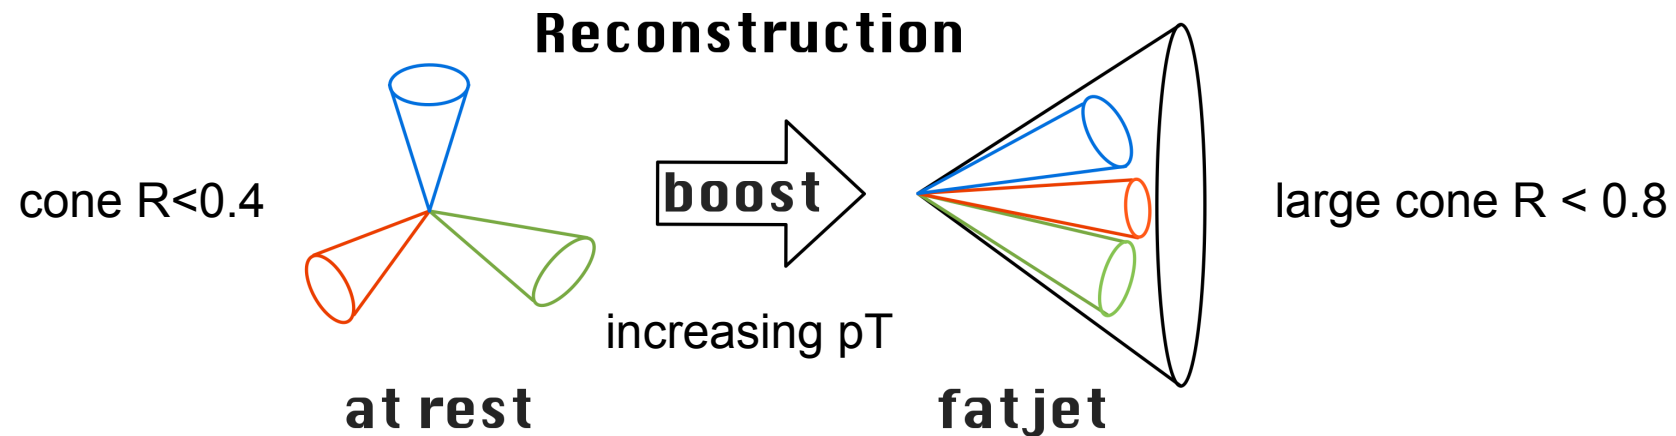 Reconstruction
cone R<0.4
boost
large cone R < 0.8
increasing pT
at rest
fatjet